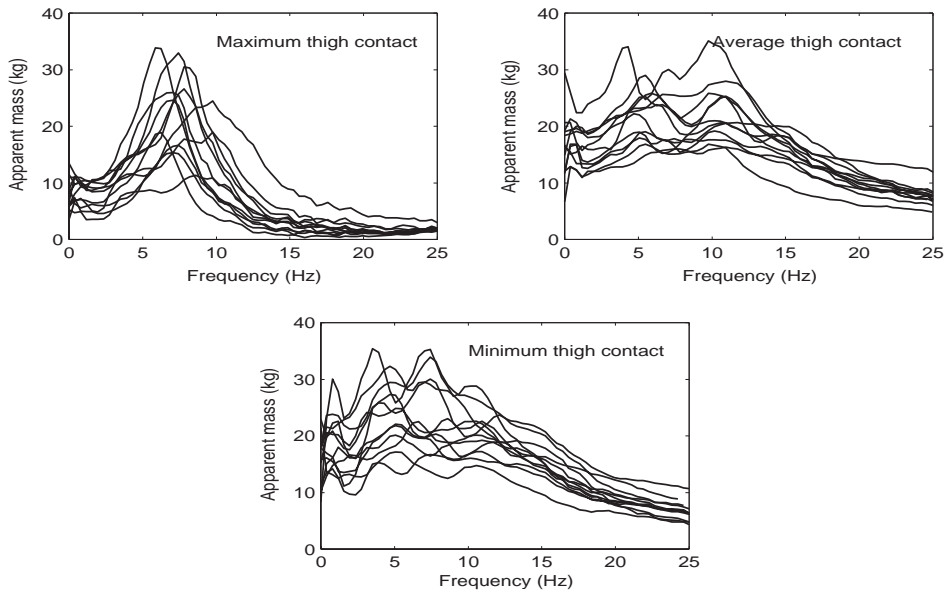 40
30
20
10
0
Apparent mass (kg)
Maximum thigh contact
0 5 10 15 20 25
Frequency (Hz)
40
30
20
10
0
Apparent mass (kg)
Average thigh contact
0 5 10 15 20 25
Frequency (Hz)
40
30
20
10
0
Apparent mass (kg)
Minimum thigh contact
0 5 10 15 20 25
Frequency (Hz)